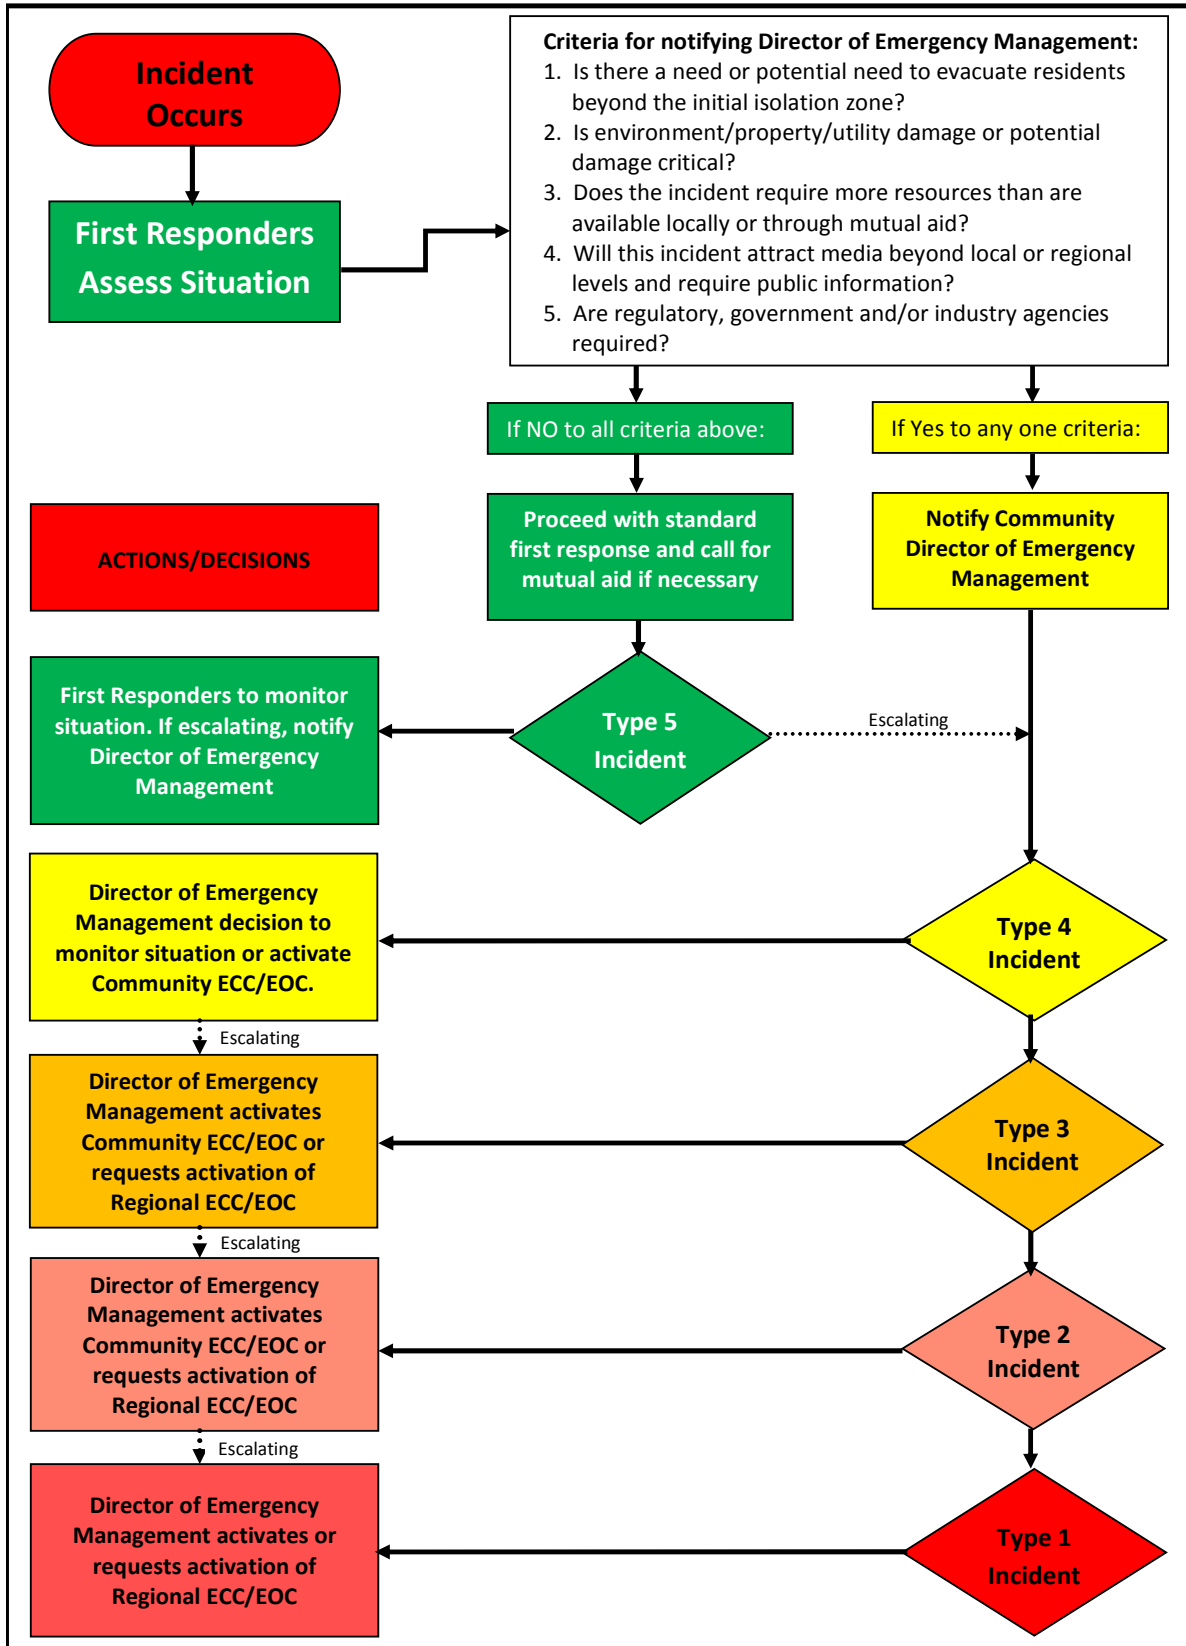 Incident
Occurs
First Responders
Assess Situation
Criteria for notifying Director of Emergency Management:
1. Is there a need or potential need to evacuate residents
beyond the initial isolation zone?
2. Is environment/property/utility damage or potential
damage critical?
3. Does the incident require more resources than are
available locally or through mutual aid?
4. Will this incident attract media beyond local or regional
levels and require public information?
5. Are regulatory, government and/or industry agencies
required?
If NO to all criteria above:
If Yes to any one criteria:
Proceed with standard
first response and call for
mutual aid if necessary
Notify Community
Director of Emergency
Management
ACTIONS/DECISIONS
First Responders to monitor
situation. If escalating, notify
Director of Emergency
Management
Type 5
Incident
Escalating
Director of Emergency
Management decision to
monitor situation or activate
Community ECC/EOC.
Type 4
Incident
Escalating
Director of Emergency
Management activates
Community ECC/EOC or
requests activation of
Regional ECC/EOC
Type 3
Incident
Escalating
Director of Emergency
Management activates
Community ECC/EOC or
requests activation of
Regional ECC/EOC
Type 2
Incident
Escalating
Director of Emergency
Management activates or
requests activation of
Regional ECC/EOC
Type 1
Incident